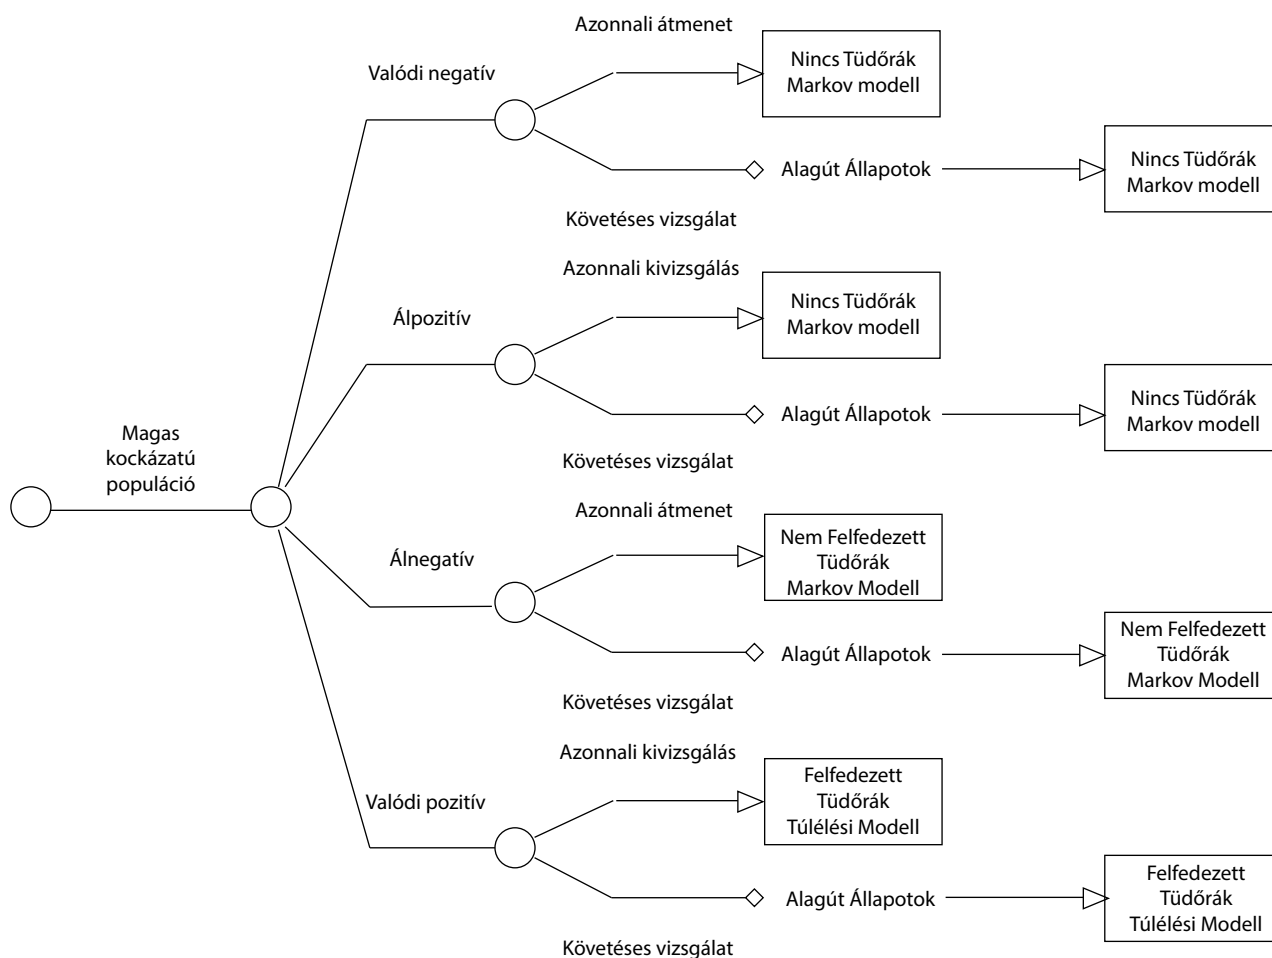 Azonnali átmenet
Valódi negatív
Nincs Tüdőrák
Markov modell
Alagút Állapotok
Nincs Tüdőrák
Markov modell
Követéses vizsgálat
Azonnali kivizsgálás
Álpozitív
Nincs Tüdőrák
Markov modell
Alagút Állapotok
Nincs Tüdőrák
Markov modell
Követéses vizsgálat
Magas
kockázatú
populáció
Azonnali átmenet
Álnegatív
Nem Felfedezett
Tüdőrák
Markov Modell
Alagút Állapotok
Nem Felfedezett
Tüdőrák
Markov Modell
Követéses vizsgálat
Azonnali kivizsgálás
Valódi pozitív
Felfedezett
Tüdőrák
Túlélési Modell
Alagút Állapotok
Felfedezett
Tüdőrák
Túlélési Modell
Követéses vizsgálat